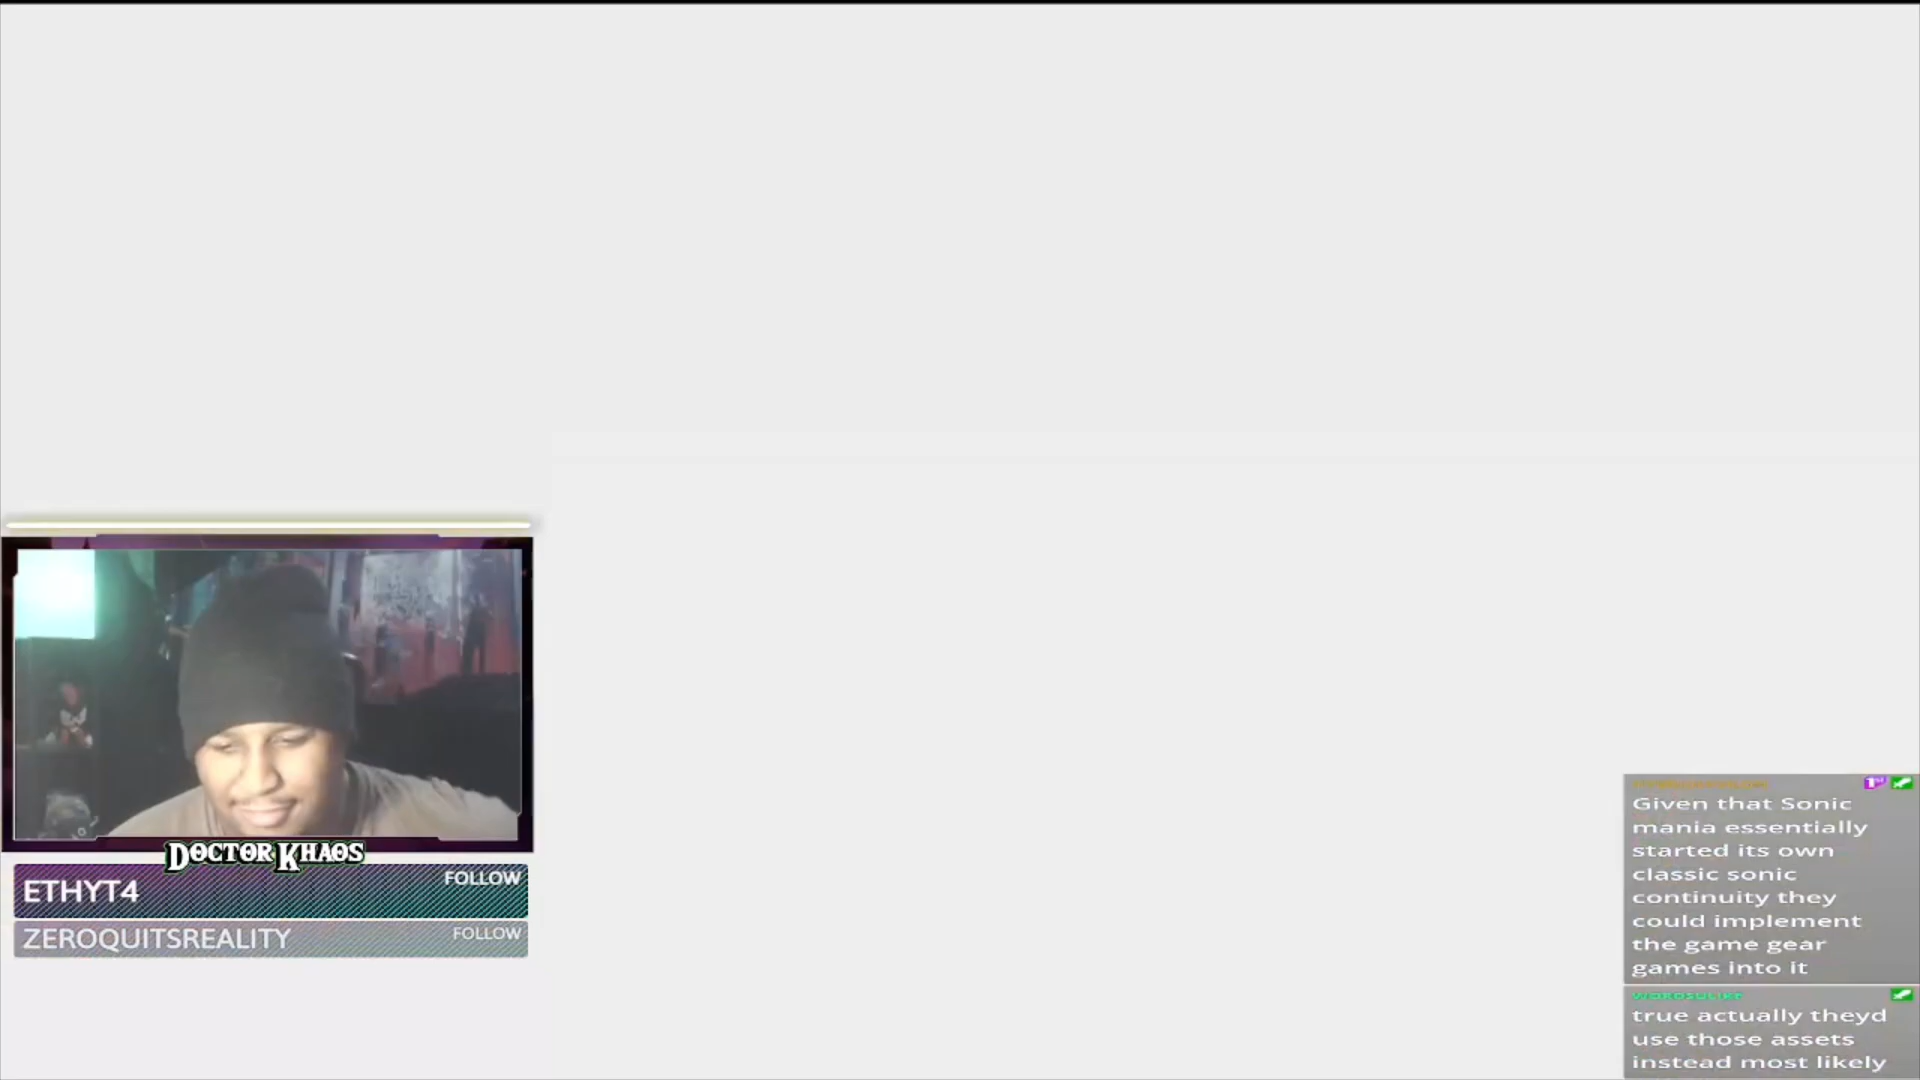 DOCTOR KHAOS
ETHYT4
FOLLOW
ZEROQUITSREALITY
FOLLOW
1st
Given that Sonic
mania essentially
started its own
classic sonic
continuity they
could implement
the game gear
games into it
true actually theyd
use those assets
instead most likely